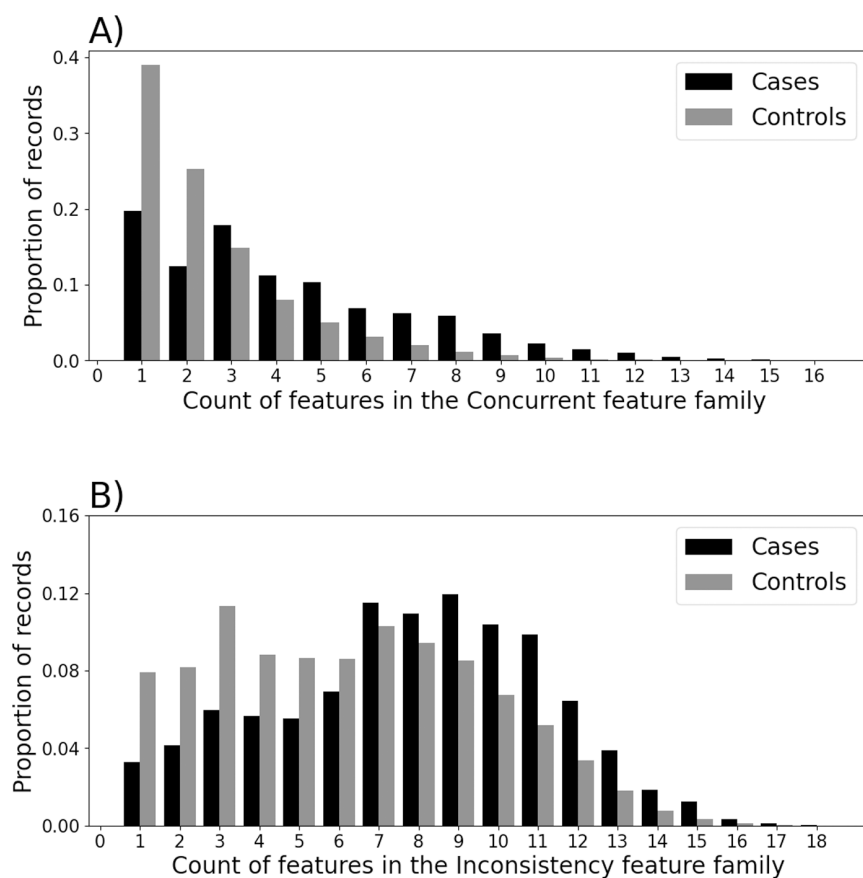 A)
0.4
0.3
0.2
0.1
0.0
Proportion of records
Cases
Controls
0 1 2 3 4 5 6 7 8 9 10 11 12 13 14 15 16
Count of features in the Concurrent feature family
B)
0.16
0.12
0.08
0.04
0.00
Proportion of records
Cases
Controls
0 1 2 3 4 5 6 7 8 9 10 11 12 13 14 15 16 17 18
Count of features in the Inconsistency feature family